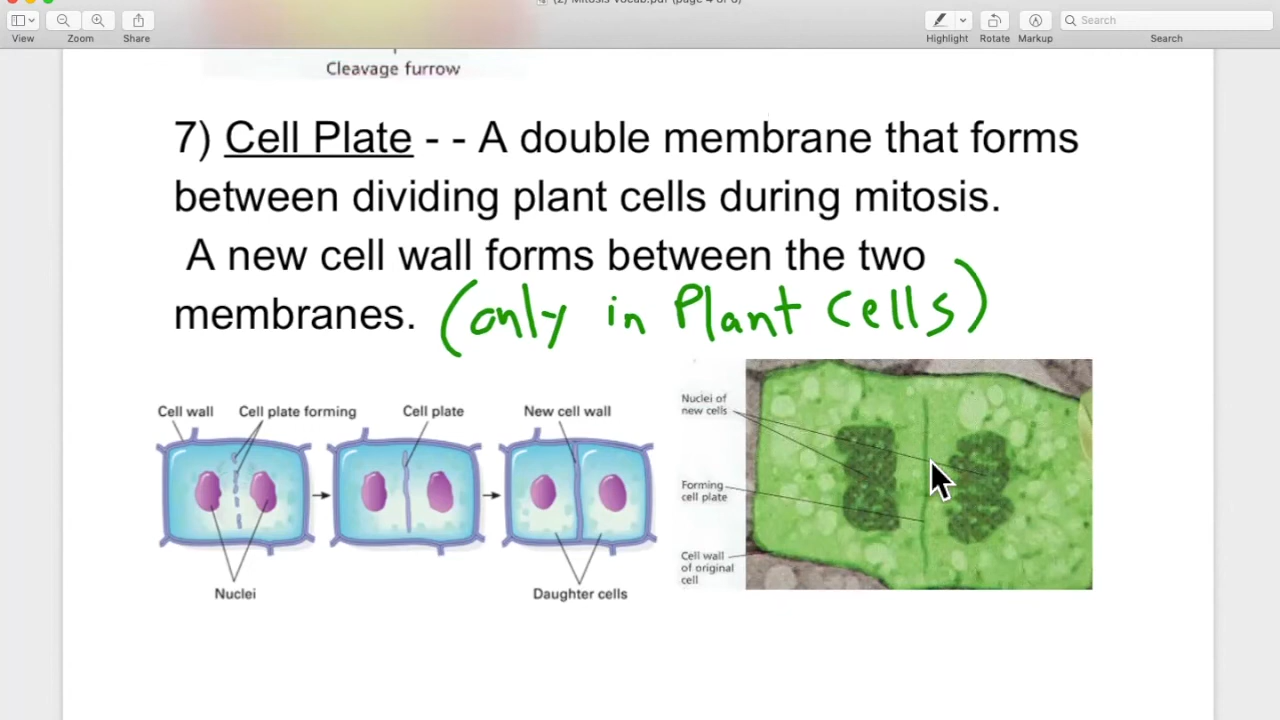 View
Zoom
Share
Highlight
Rotate
Markup
Search
Search
Cleavage furrow
7) Cell Plate - - A double membrane that forms
between dividing plant cells during mitosis.
A new cell wall forms between the two
membranes. (only in Plant Cells)
Cell wall
Cell plate forming
Cell plate
New cell wall
Nuclei
Daughter cells
Nuclei of
new cells
Forming
cell plate
Cell wall
of original
cell